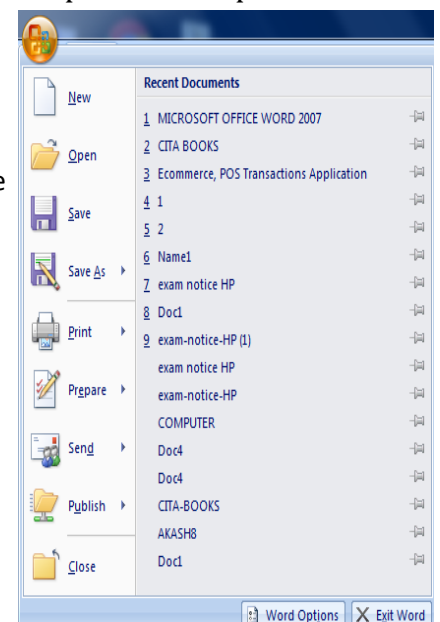 e
New
Open
Save
Save As
Print
Prepare
Send
Publish
Close
Recent Documents
1 MICROSOFT OFFICE WORD 2007
2 CITA BOOKS
3 Ecommerce, POS Transactions Application
4 1
5 2
6 Name1
7 exam notice HP
8 Doc1
9 exam-notice-HP (1)
exam notice HP
exam-notice-HP
COMPUTER
Doc4
Doc4
CITA-BOOKS
AKASH8
Doc1
Word Options
Exit Word